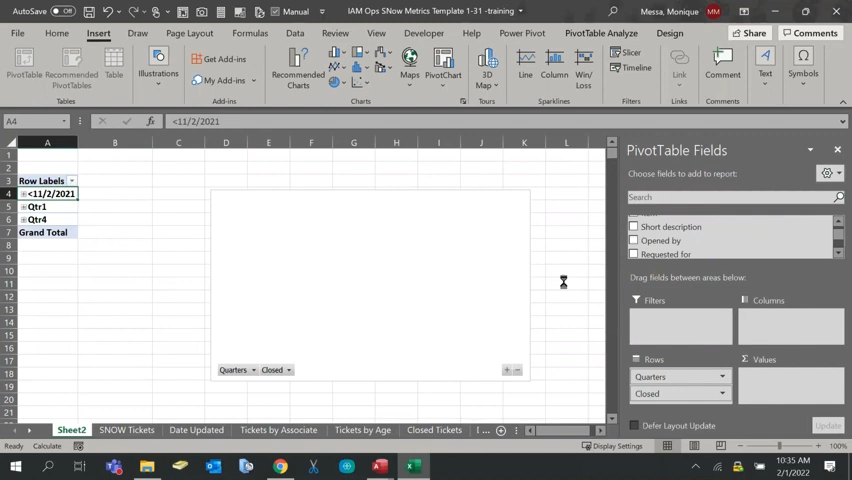 AutoSave Off Manual IAM Ops SNow Metrics Template 1-31 -training Messa, Monique MM
File Home Insert Draw Page Layout Formulas Data Review View Developer Help Power Pivot PivotTable Analyze Design Share Comments
PivotTable Recommended PivotTables Table Illustrations Get Add-ins My Add-ins Recommended Charts Maps PivotChart 3D Map Line Column Win/Loss Slicer Timeline Link Comment Text Symbols
Tables Add-ins Charts Tours Sparklines Filters Links Comments
A4 fx <11/2/2021
A B C D E F G H I J K L
1
2
3 Row Labels
4 <11/2/2021
5 Qtr1
6 Qtr4
7 Grand Total
8
9
10
11
12
13
14
15
16
17
18
19
20
21
Quarters Closed
PivotTable Fields
Choose fields to add to report:
Search
Short description
Opened by
Requested for
Drag fields between areas below:
Filters Columns
Rows Values
Quarters
Closed
Defer Layout Update Update
Sheet2 SNOW Tickets Date Updated Tickets by Associate Tickets by Age Closed Tickets
Ready Calculate Display Settings 100%
10:35 AM
2/1/2022